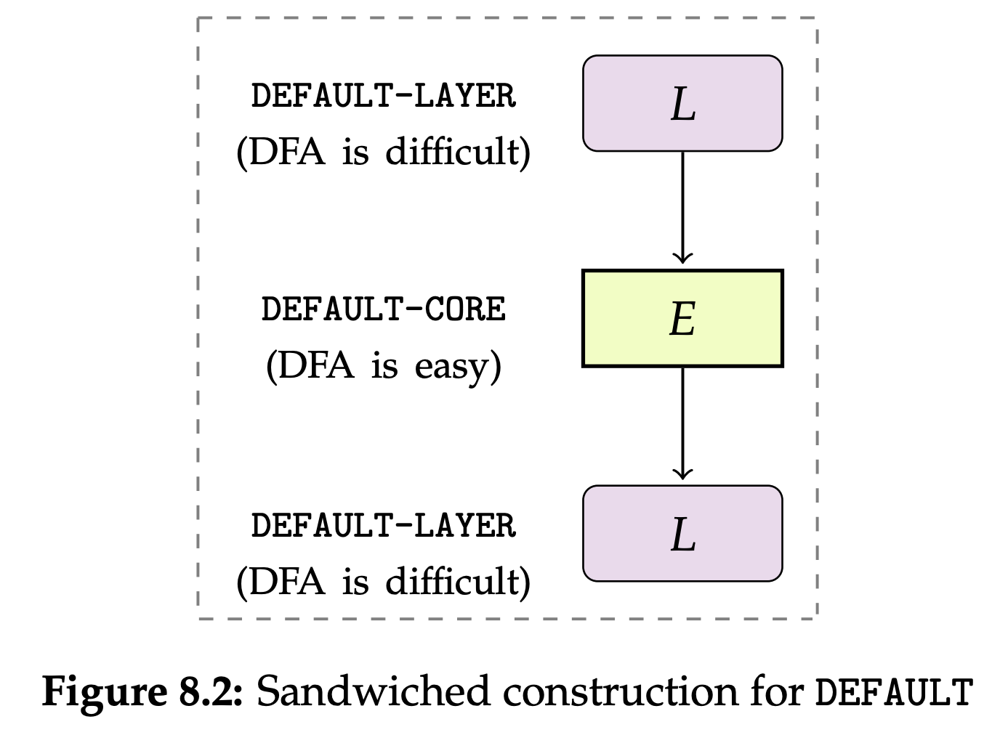 DEFAULT-LAYER
(DFA is difficult)
L
DEFAULT-CORE
(DFA is easy)
E
DEFAULT-LAYER
(DFA is difficult)
L
Figure 8.2: Sandwiched construction for DEFAULT